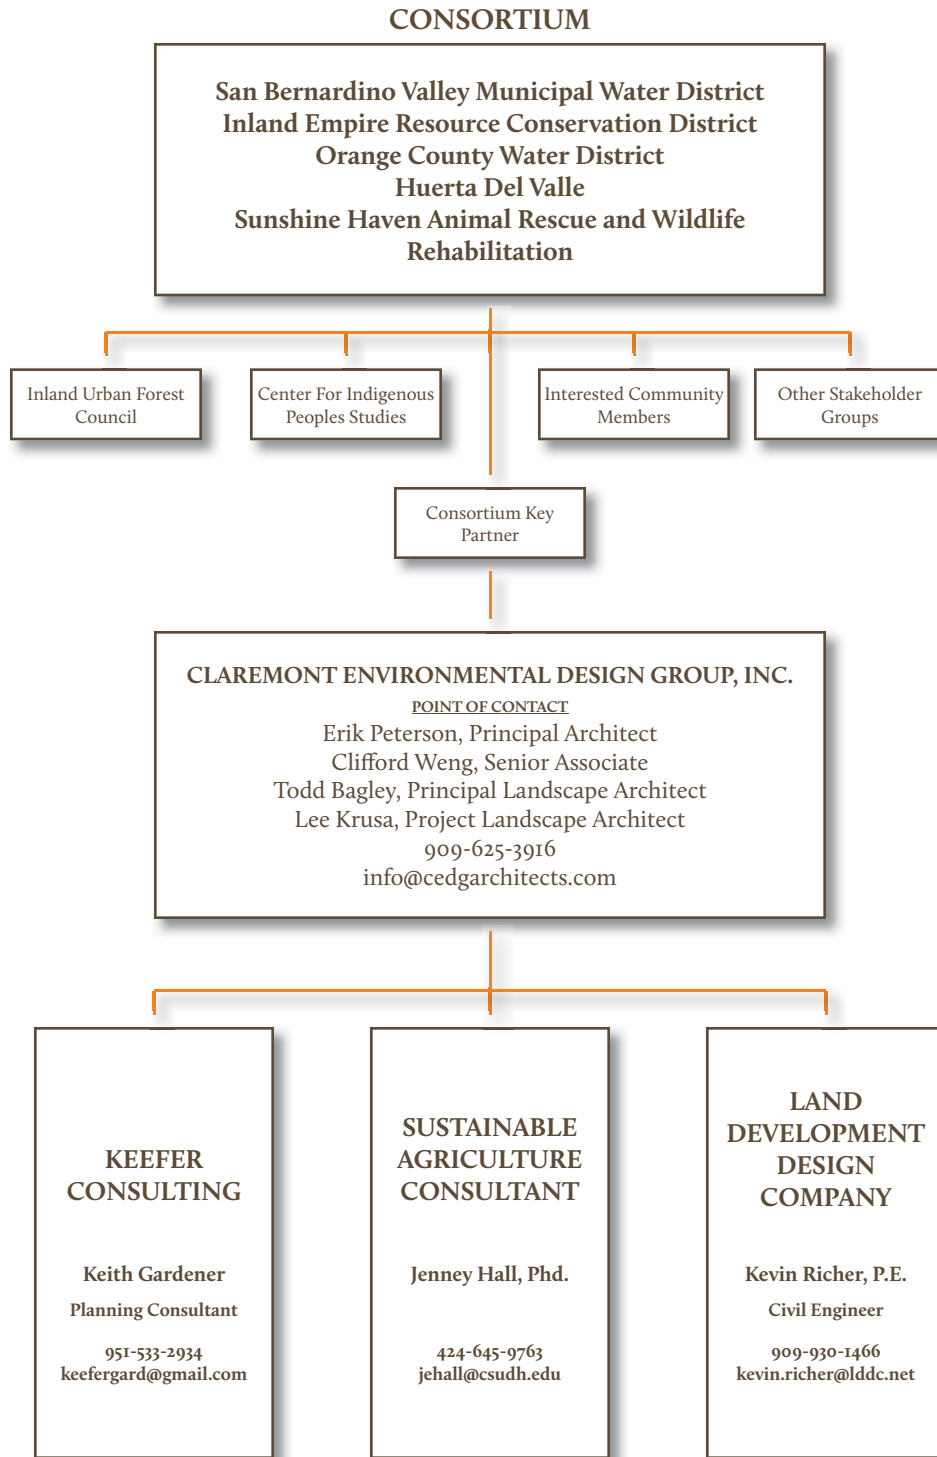 CONSORTIUM
San Bernardino Valley Municipal Water District
Inland Empire Resource Conservation District
Orange County Water District
Huerta Del Valle
Sunshine Haven Animal Rescue and Wildlife
Rehabilitation
Inland Urban Forest
Council
Center For Indigenous
Peoples Studies
Interested Community
Members
Other Stakeholder
Groups
Consortium Key
Partner
CLAREMONT ENVIRONMENTAL DESIGN GROUP, INC.
POINT OF CONTACT
Erik Peterson, Principal Architect
Clifford Weng, Senior Associate
Todd Bagley, Principal Landscape Architect
Lee Krusa, Project Landscape Architect
909-625-3916
info@cedgarchitects.com
KEEFER
CONSULTING
Keith Gardener
Planning Consultant
951-533-2934
keefergard@gmail.com
SUSTAINABLE
AGRICULTURE
CONSULTANT
Jenney Hall, Phd.
424-645-9763
jehall@csudh.edu
LAND
DEVELOPMENT
DESIGN
COMPANY
Kevin Richer, P.E.
Civil Engineer
909-930-1466
kevin.richer@lddc.net